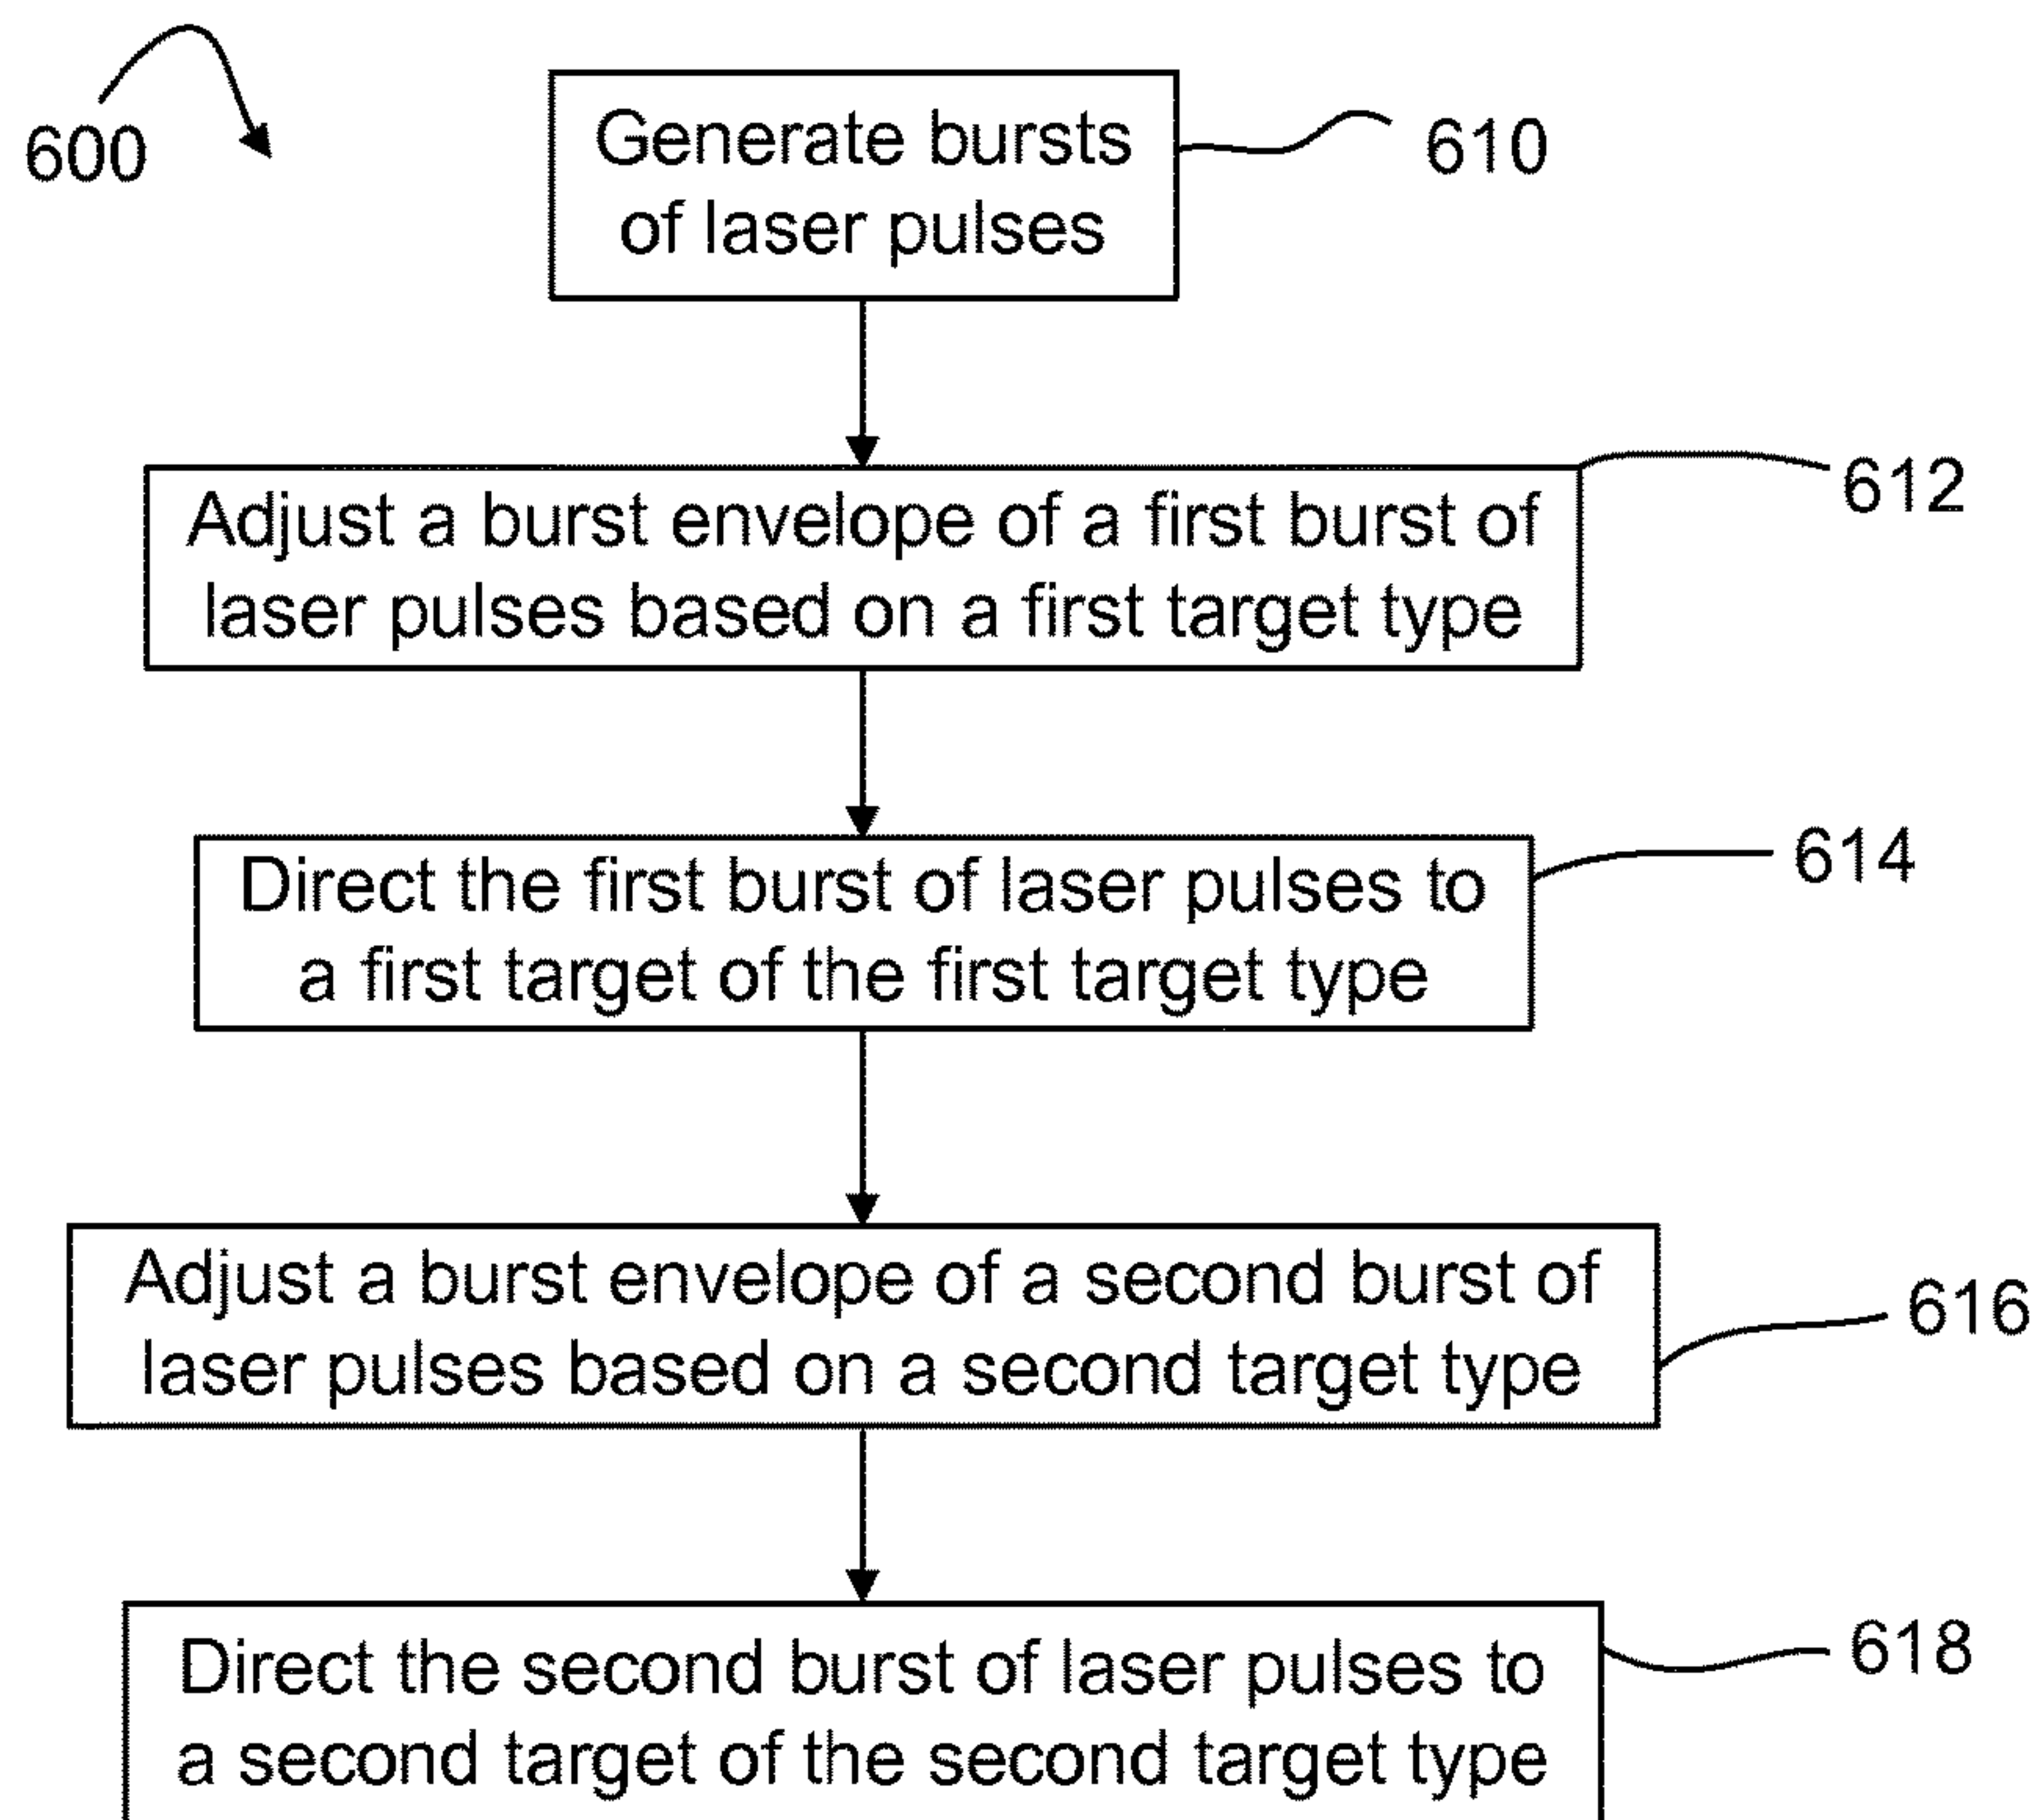 600
Generate bursts
of laser pulses
610
Adjust a burst envelope of a first burst of
laser pulses based on a first target type
612
Direct the first burst of laser pulses to
a first target of the first target type
614
Adjust a burst envelope of a second burst of
laser pulses based on a second target type
616
Direct the second burst of laser pulses to
a second target of the second target type
618